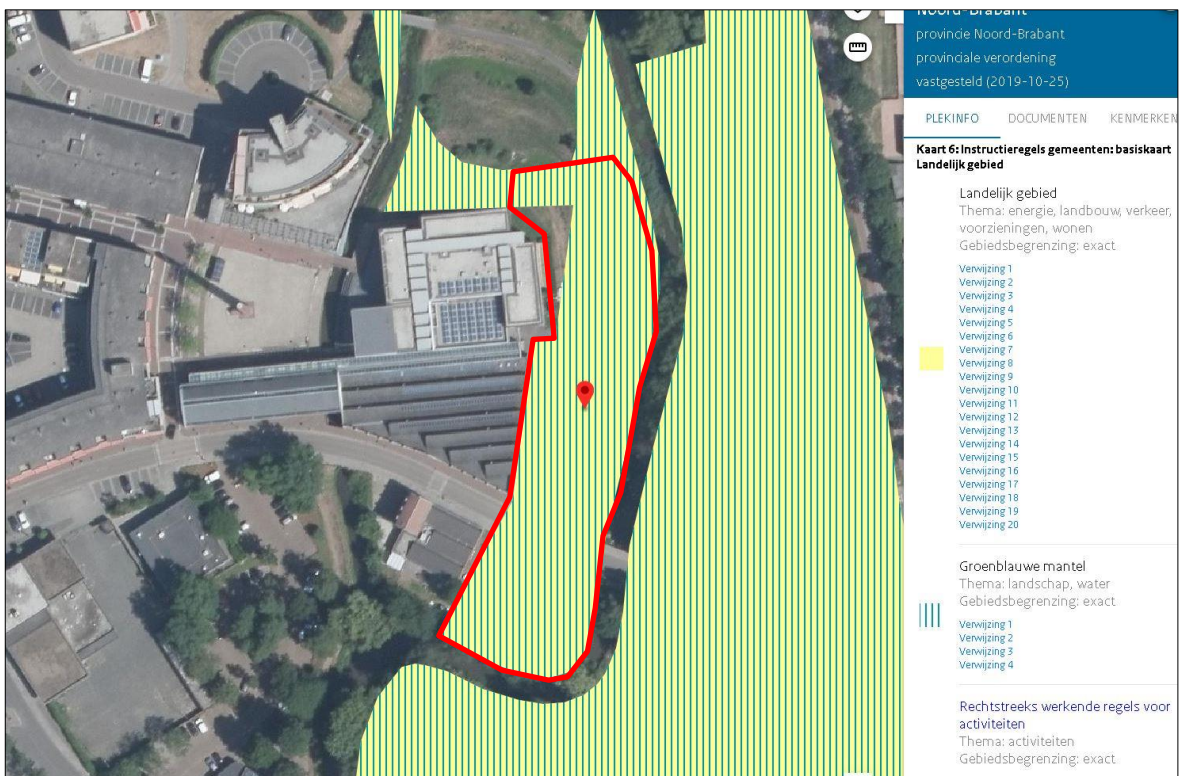 Noord-Brabant
provincie Noord-Brabant
provinciale verordening
vastgesteld (2019-10-25)
PLEKINFO DOCUMENTEN KENMERKEN
Kaart 6: Instructieregels gemeenten: basiskaart
Landelijk gebied
Landelijk gebied
Thema: energie, landbouw, verkeer,
voorzieningen, wonen
Gebiedsbegrenzing: exact
Verwijzing 1
Verwijzing 2
Verwijzing 3
Verwijzing 4
Verwijzing 5
Verwijzing 6
Verwijzing 7
Verwijzing 8
Verwijzing 9
Verwijzing 10
Verwijzing 11
Verwijzing 12
Verwijzing 13
Verwijzing 14
Verwijzing 15
Verwijzing 16
Verwijzing 17
Verwijzing 18
Verwijzing 19
Verwijzing 20
Groenblauwe mantel
Thema: landschap, water
Gebiedsbegrenzing: exact
Verwijzing 1
Verwijzing 2
Verwijzing 3
Verwijzing 4
Rechtstreeks werkende regels voor
activiteiten
Thema: activiteiten
Gebiedsbegrenzing: exact